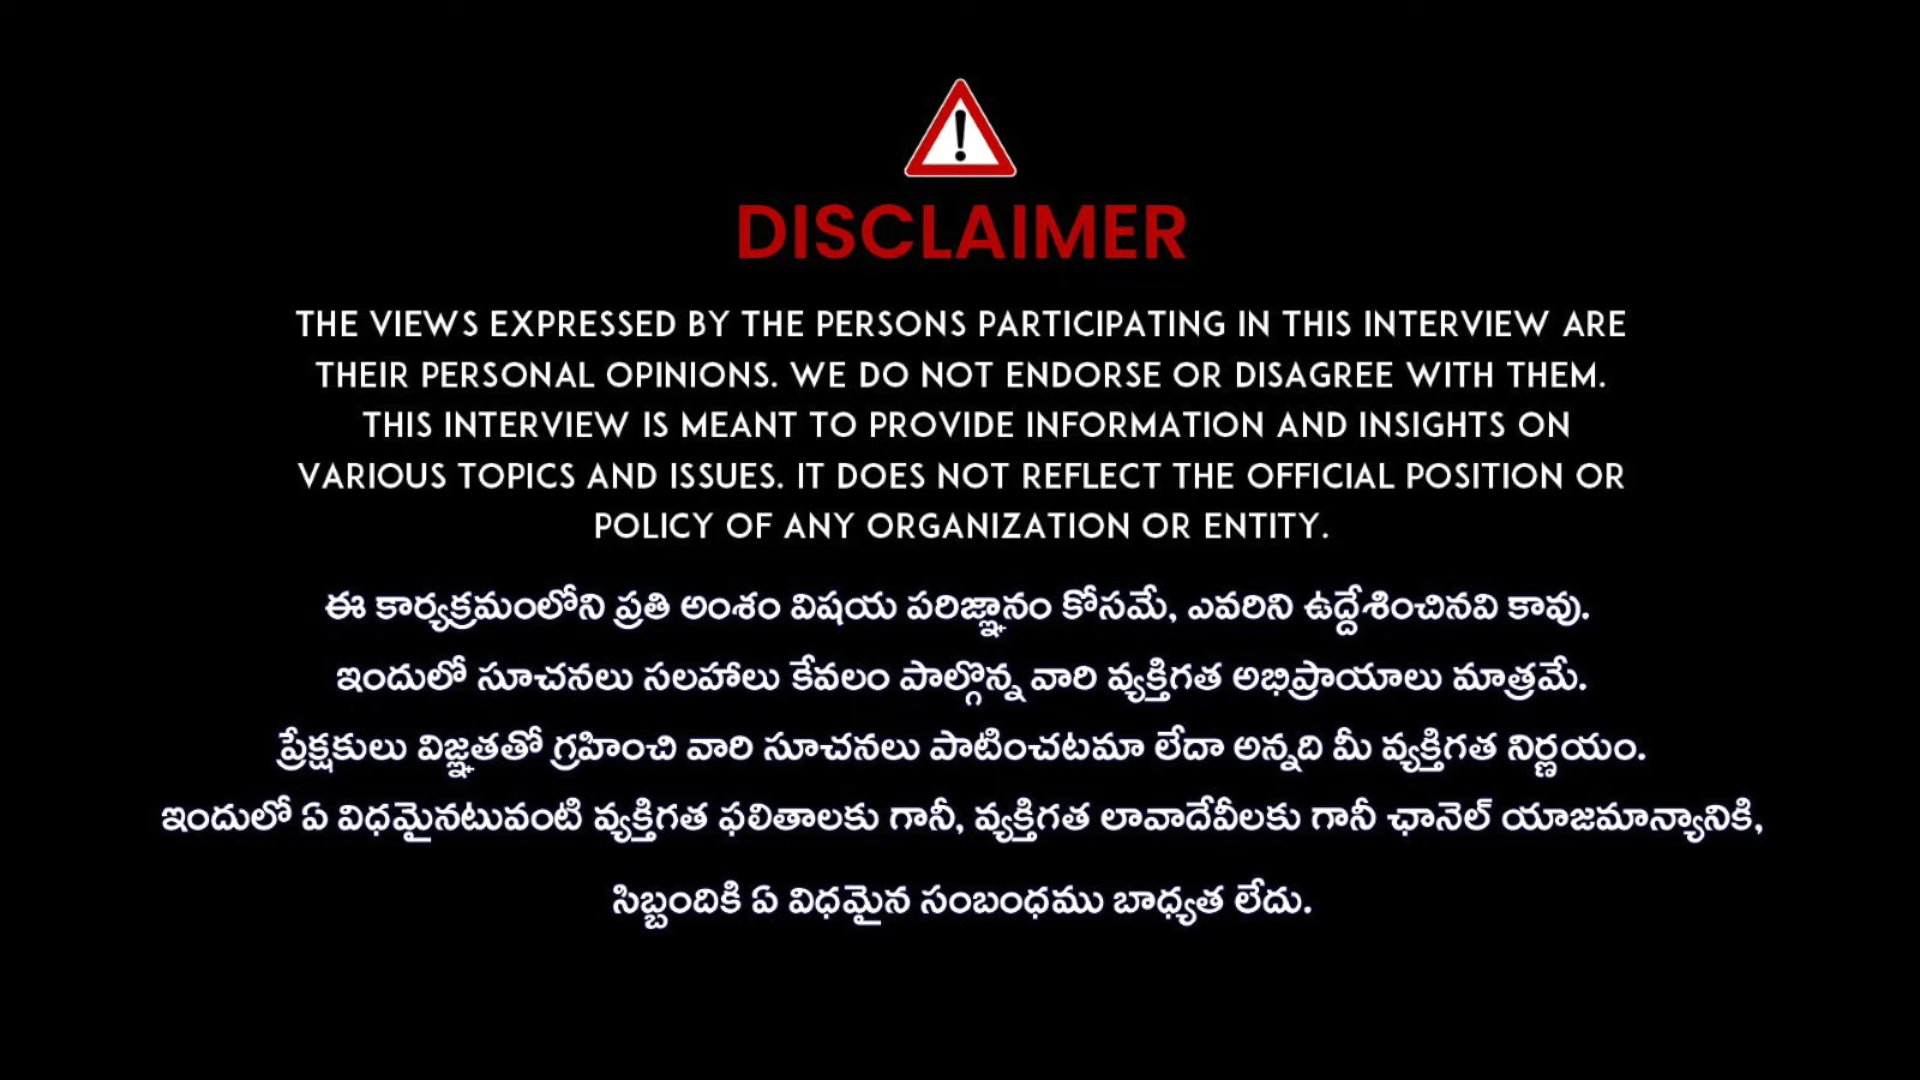 DISCLAIMER
THE VIEWS EXPRESSED BY THE PERSONS PARTICIPATING IN THIS INTERVIEW ARE
THEIR PERSONAL OPINIONS. WE DO NOT ENDORSE OR DISAGREE WITH THEM.
THIS INTERVIEW IS MEANT TO PROVIDE INFORMATION AND INSIGHTS ON
VARIOUS TOPICS AND ISSUES. IT DOES NOT REFLECT THE OFFICIAL POSITION OR
POLICY OF ANY ORGANIZATION OR ENTITY.
ఈ కార్యక్రమంలోని ప్రతి అంశం విషయ పరిజ్ఞానం కోసమే, ఎవరిని ఉద్దేశించినవి కావు.
ఇందులో సూచనలు సలహాలు కేవలం పాల్గొన్న వారి వ్యక్తిగత అభిప్రాయాలు మాత్రమే.
ప్రేక్షకులు విజ్ఞతతో గ్రహించి వారి సూచనలు పాటించటమా లేదా అన్నది మీ వ్యక్తిగత నిర్ణయం.
ఇందులో ఏ విధమైనటువంటి వ్యక్తిగత ఫలితాలకు గానీ, వ్యక్తిగత లావాదేవీలకు గానీ ఛానెల్ యాజమాన్యానికి,
సిబ్బందికి ఏ విధమైన సంబంధము బాధ్యత లేదు.